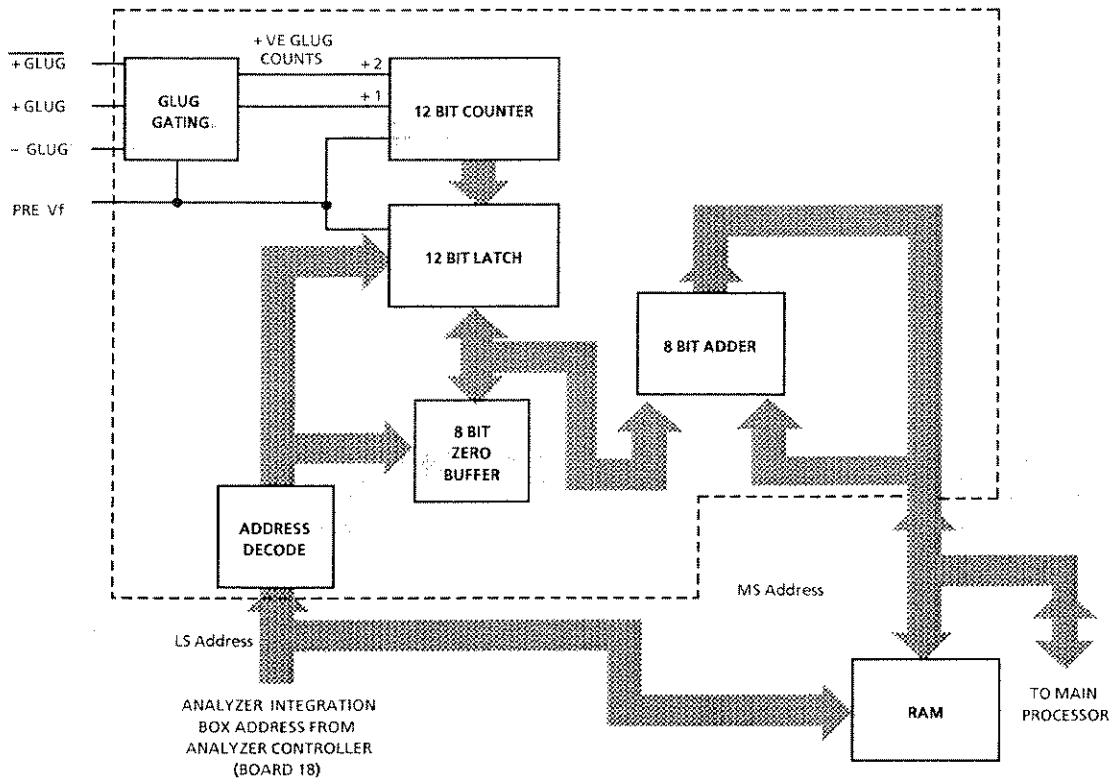 + GLUG
+ GLUG
– GLUG
PRE Vf
GLUG
GATING
+VE GLUG
COUNTS
+ 2
+ 1
12 BIT COUNTER
12 BIT LATCH
8 BIT ADDER
8 BIT
ZERO
BUFFER
ADDRESS
DECODE
MS Address
LS Address
ANALYZER INTEGRATION
BOX ADDRESS FROM
ANALYZER CONTROLLER
(BOARD 18)
RAM
TO MAIN
PROCESSOR